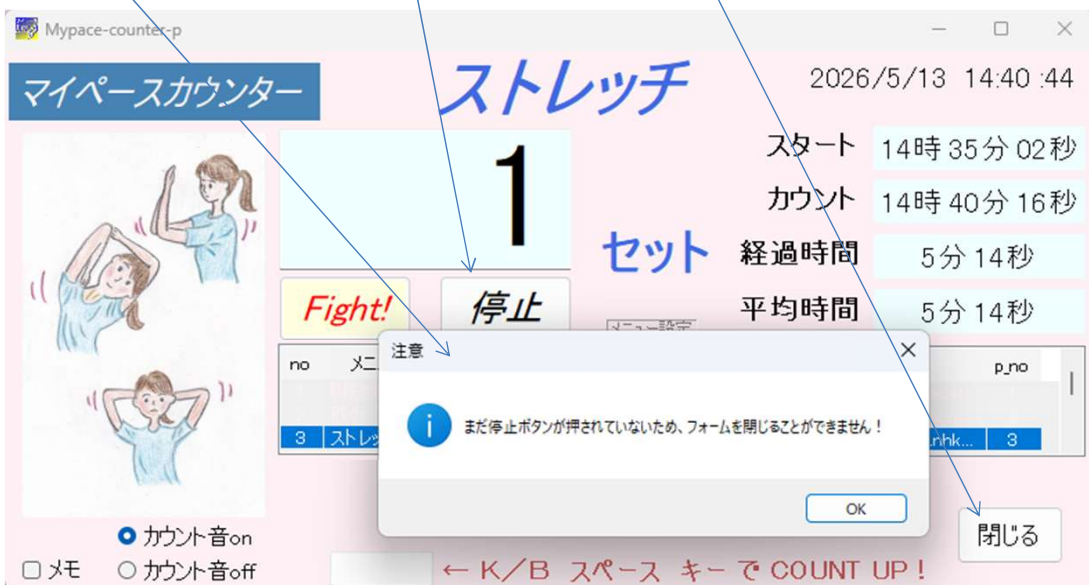 Mypace-counter-p
マイペースカウンター
ストレッチ
2026/5/13 14:40:44
1
セット
スタート 14時35分02秒
カウント 14時40分16秒
経過時間 5分14秒
平均時間 5分14秒
Fight!
停止
メニュー設定
no
p_no
3 ストレッ
nhk... 3
注意
まだ停止ボタンが押されていないため、フォームを閉じることができません！
OK
閉じる
カウント音on
メモ
カウント音off
← K／B スペース キー で COUNT UP！